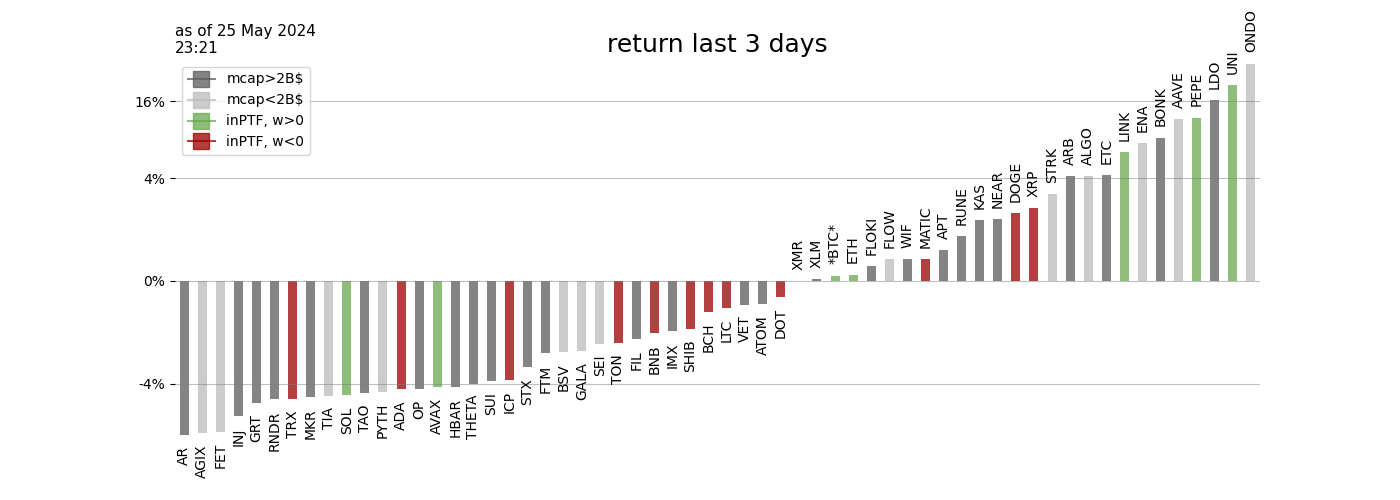 as of 25 May 2024
23:21
return last 3 days
mcap>2B$
mcap<2B$
inPTF, w>0
inPTF, w<0
16%
4%
0%
-4%
AR
AGIX
FET
INJ
GRT
RNDR
TRX
MKR
TIA
SOL
TAO
PYTH
ADA
OP
AVAX
HBAR
THETA
SUI
ICP
STX
FTM
BSV
GALA
SEI
TON
FIL
BNB
IMX
SHIB
BCH
LTC
VET
ATOM
DOT
XMR
XLM
*BTC*
ETH
FLOKI
FLOW
WIF
MATIC
APT
RUNE
KAS
NEAR
DOGE
XRP
STRK
ARB
ALGO
ETC
LINK
ENA
BONK
AAVE
PEPE
LDO
UNI
ONDO